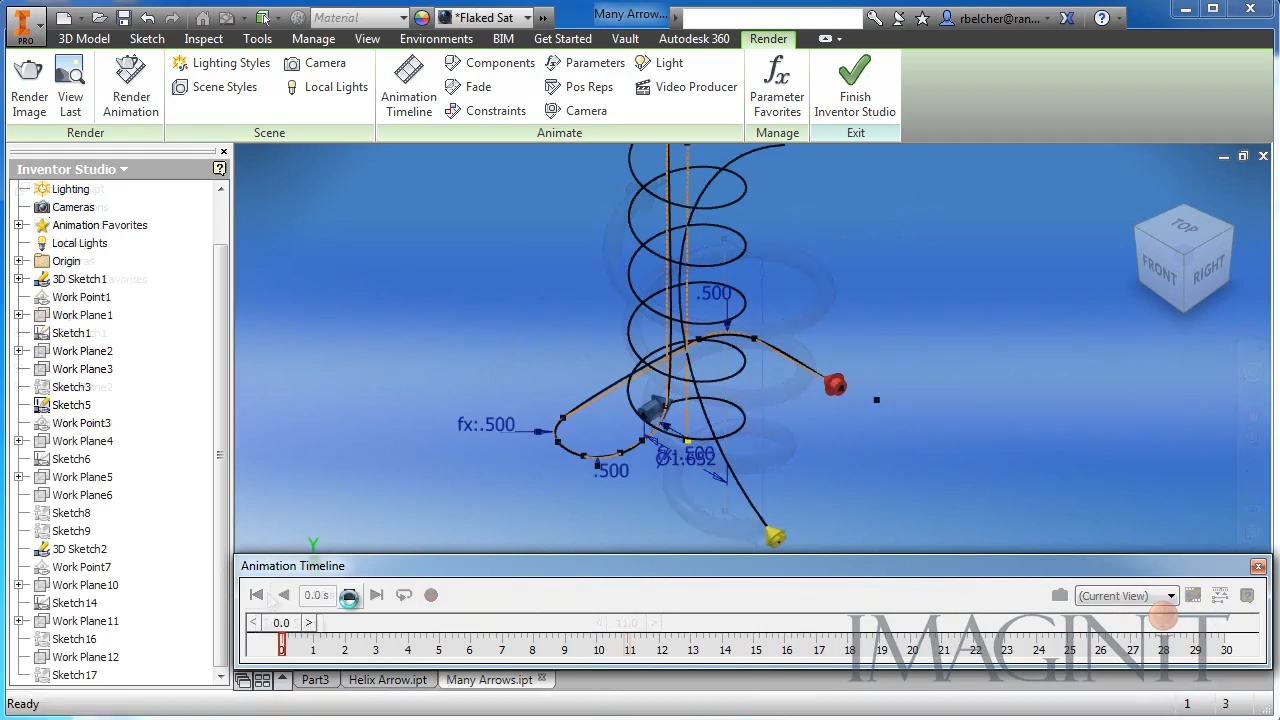 PRO
Material
*Flaked Sat
Many Arrow...
rbelcher@ran...
3D Model
Sketch
Inspect
Tools
Manage
View
Environments
BIM
Get Started
Vault
Autodesk 360
Render
Render Image
View Last
Render Animation
Render
Lighting Styles
Camera
Scene Styles
Local Lights
Scene
Animation Timeline
Components
Parameters
Light
Fade
Pos Reps
Video Producer
Constraints
Camera
Animate
fx
Parameter Favorites
Manage
Finish Inventor Studio
Exit
Inventor Studio
Lighting
Cameras
Animation Favorites
Local Lights
Origin
3D Sketch1
Work Point1
Work Plane1
Sketch1
Work Plane2
Work Plane3
Sketch3
Sketch5
Work Point3
Work Plane4
Sketch6
Work Plane5
Work Plane6
Sketch8
Sketch9
3D Sketch2
Work Point7
Work Plane10
Sketch14
Work Plane11
Sketch16
Work Plane12
Sketch17
TOP
FRONT
RIGHT
.500
fx:.500
fx:.500
Ø1.652
.500
Y
Animation Timeline
0.0 s
(Current View)
< 0.0 >
11.0
0 1 2 3 4 5 6 7 8 9 10 11 12 13 14 15 16 17 18 19 20 21 22 23 24 25 26 27 28 29 30
IMAGINIT
Part3
Helix Arrow.ipt
Many Arrows.ipt
Ready
1
3